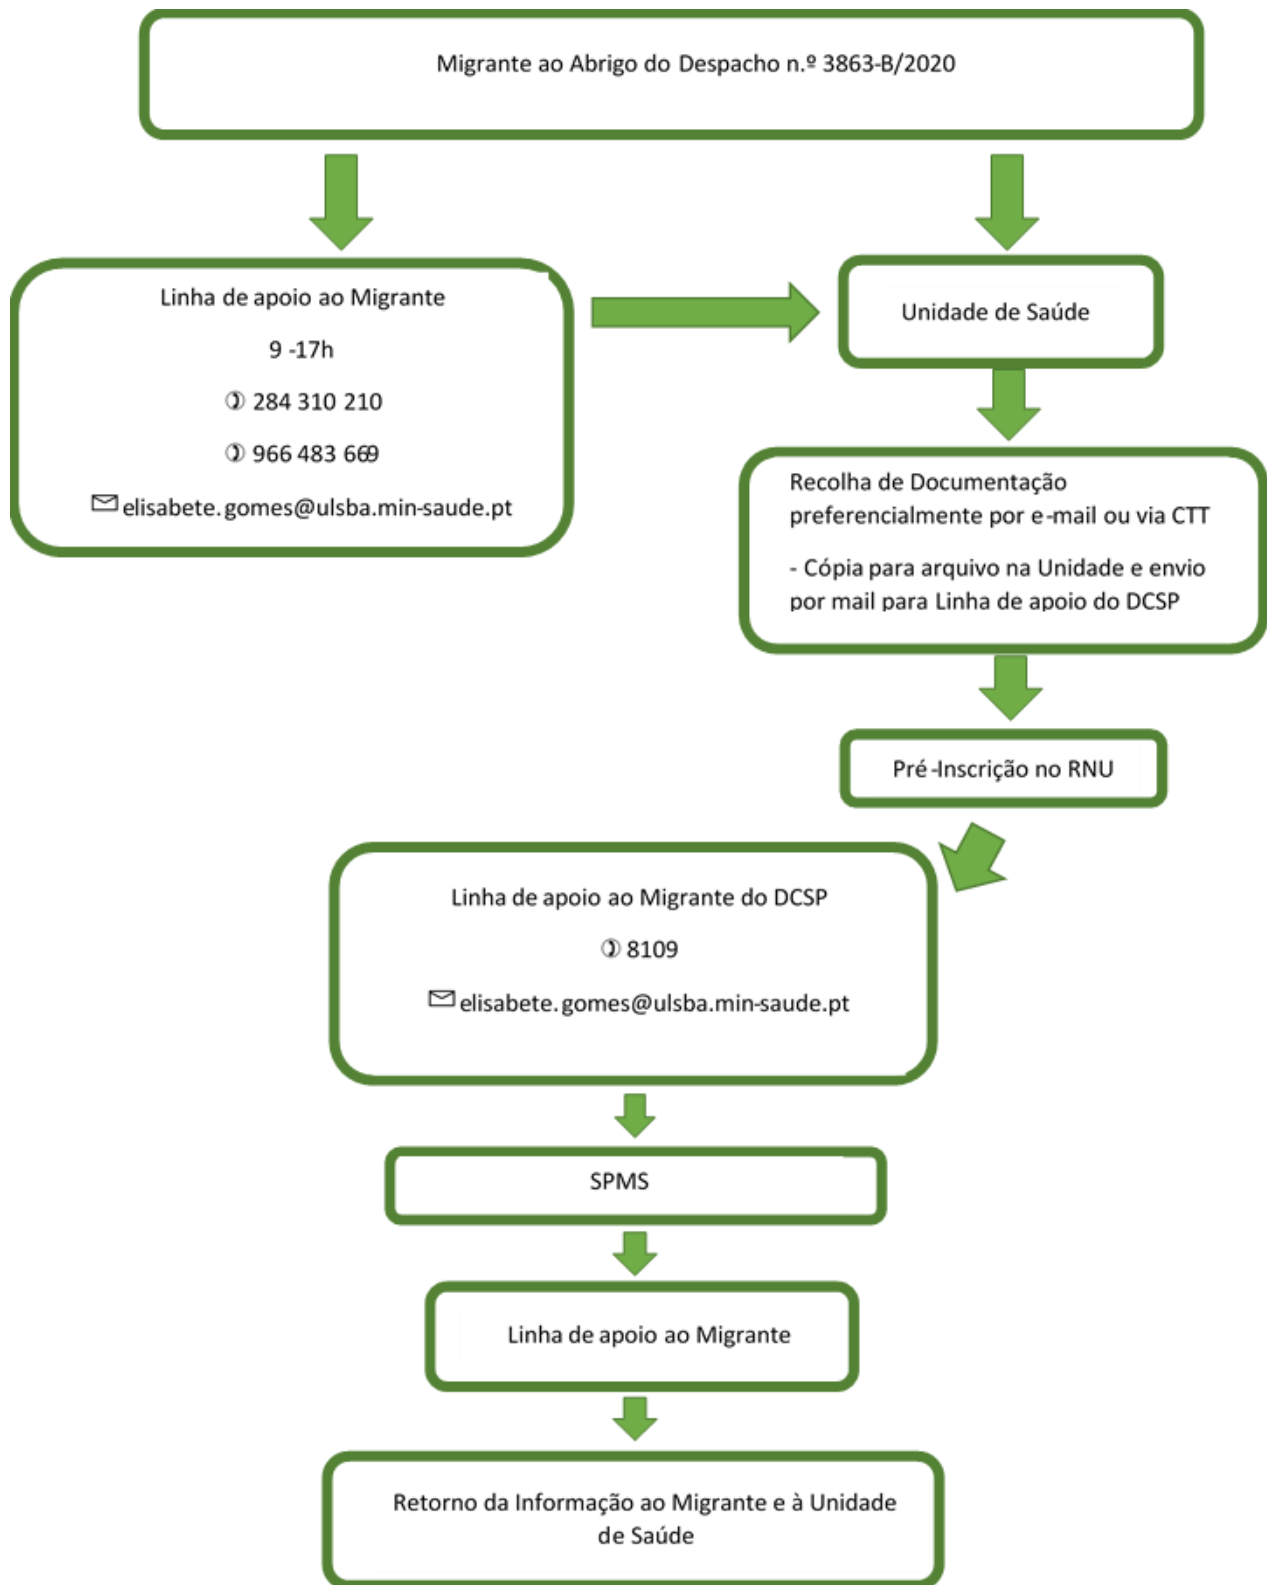 Migrante ao Abrigo do Despacho n.º 3863-B/2020
Linha de apoio ao Migrante
9 -17h
✆ 284 310 210
✆ 966 483 669
✉ elisabete.gomes@ulsba.min-saude.pt
Unidade de Saúde
Recolha de Documentação
preferencialmente por e-mail ou via CTT
- Cópia para arquivo na Unidade e envio
por mail para Linha de apoio do DCSP
Pré-Inscrição no RNU
Linha de apoio ao Migrante do DCSP
✆ 8109
✉ elisabete.gomes@ulsba.min-saude.pt
SPMS
Linha de apoio ao Migrante
Retorno da Informação ao Migrante e à Unidade
de Saúde